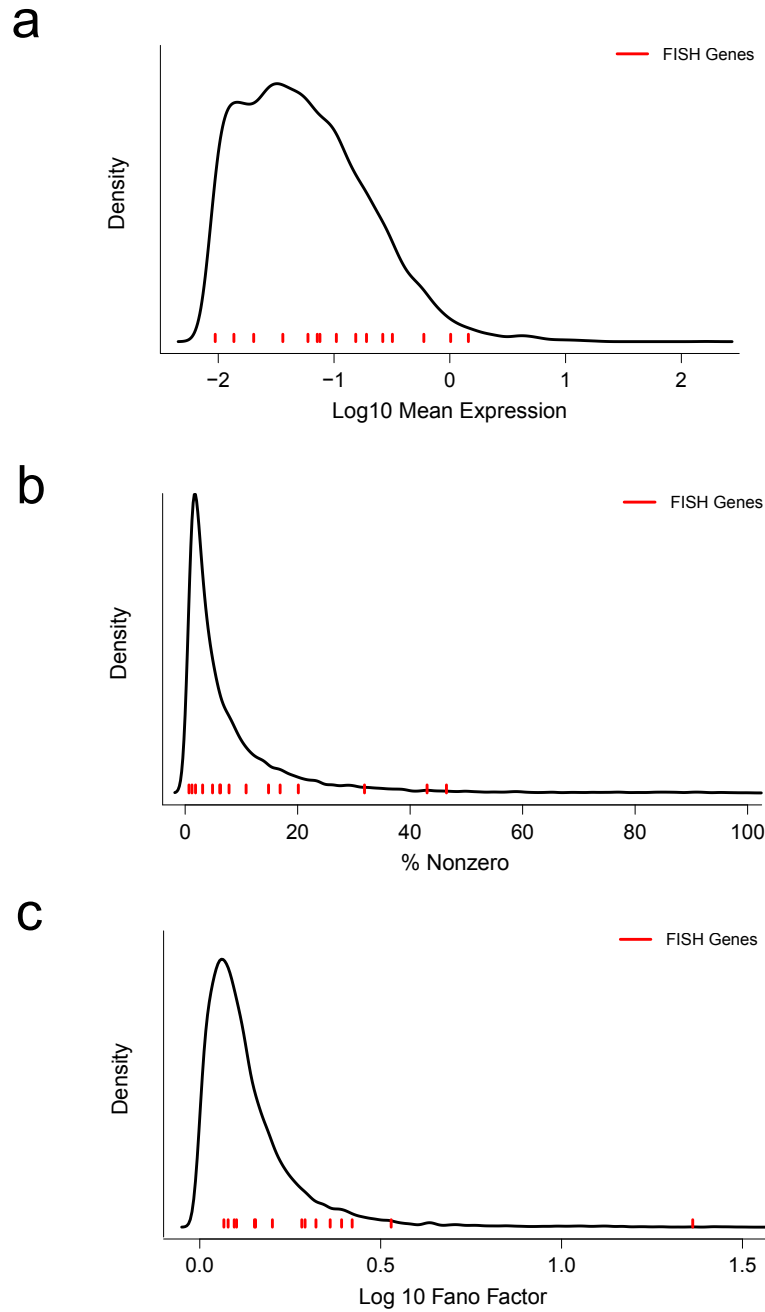 a
FISH Genes
Density
−2 −1 0 1 2
Log10 Mean Expression
b
FISH Genes
Density
0 20 40 60 80 100
% Nonzero
c
FISH Genes
Density
0.0 0.5 1.0 1.5
Log 10 Fano Factor